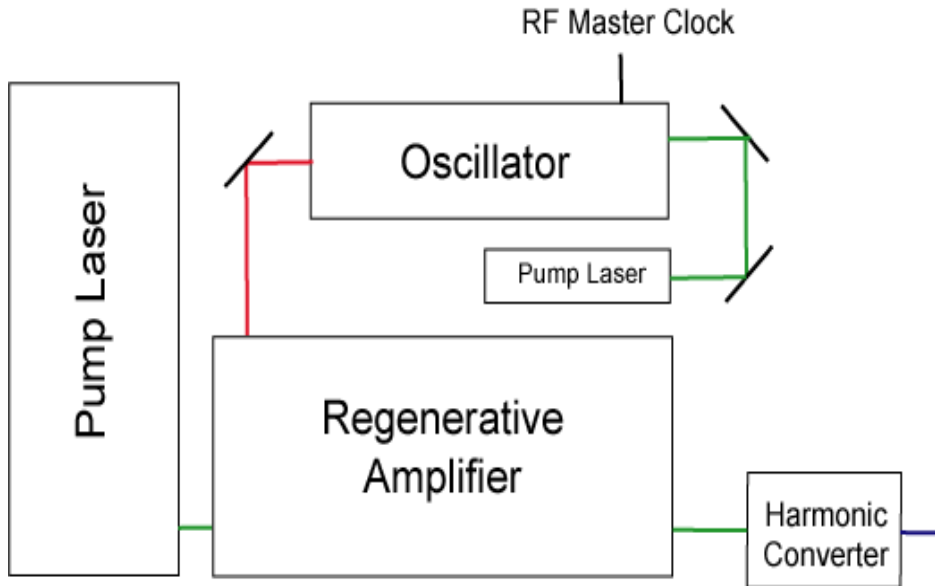 RF Master Clock
Oscillator
Pump Laser
Pump Laser
Regenerative
Amplifier
Harmonic
Converter